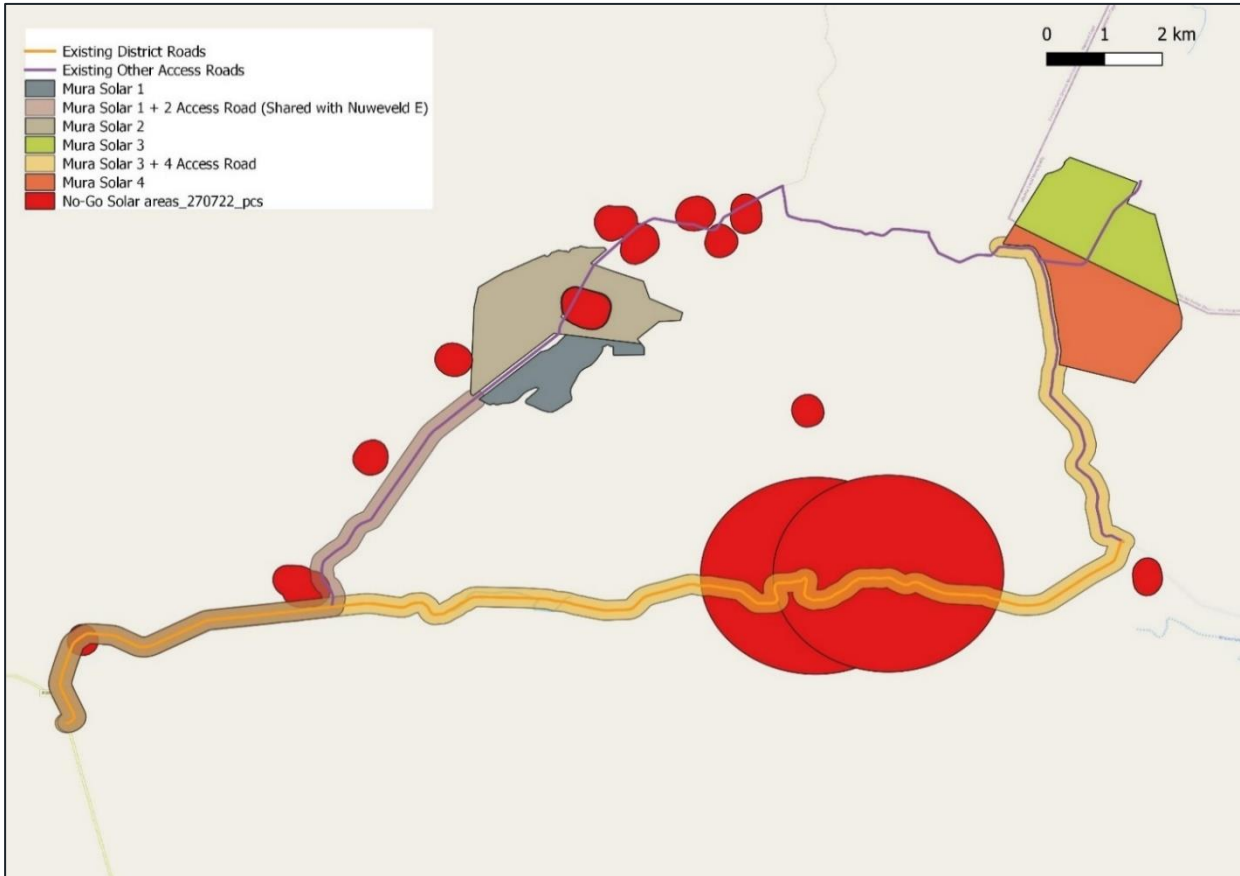 Existing District Roads
Existing Other Access Roads
Mura Solar 1
Mura Solar 1 + 2 Access Road (Shared with Nuweveld E)
Mura Solar 2
Mura Solar 3
Mura Solar 3 + 4 Access Road
Mura Solar 4
No-Go Solar areas_270722_pcs
0 1 2 km